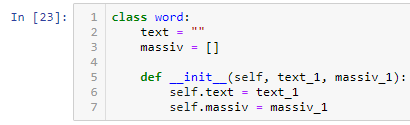 In [23]:
1 class word:
2     text = ""
3     massiv = []
4
5     def __init__(self, text_1, massiv_1):
6         self.text = text_1
7         self.massiv = massiv_1